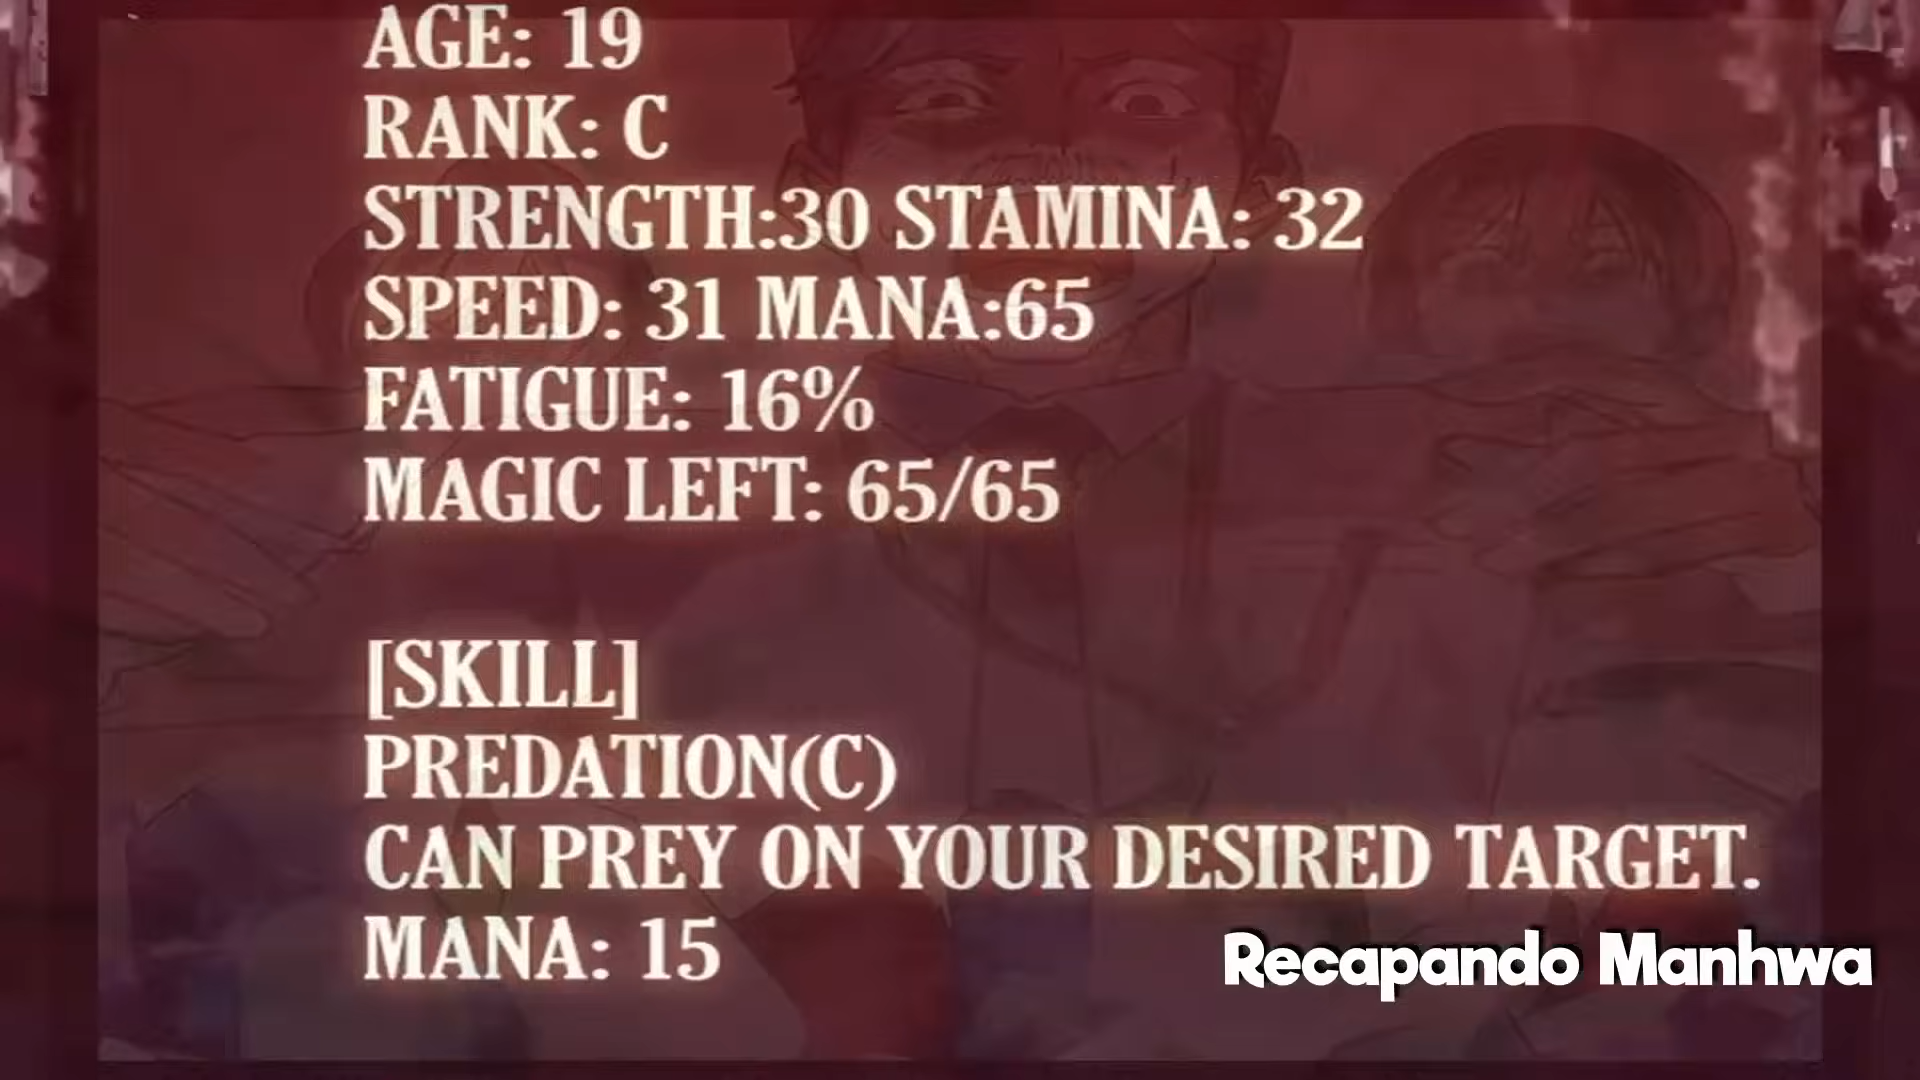 AGE: 19
RANK: C
STRENGTH:30 STAMINA: 32
SPEED: 31 MANA:65
FATIGUE: 16%
MAGIC LEFT: 65/65
[SKILL]
PREDATION(C)
CAN PREY ON YOUR DESIRED TARGET.
MANA: 15
Recapando Manhwa